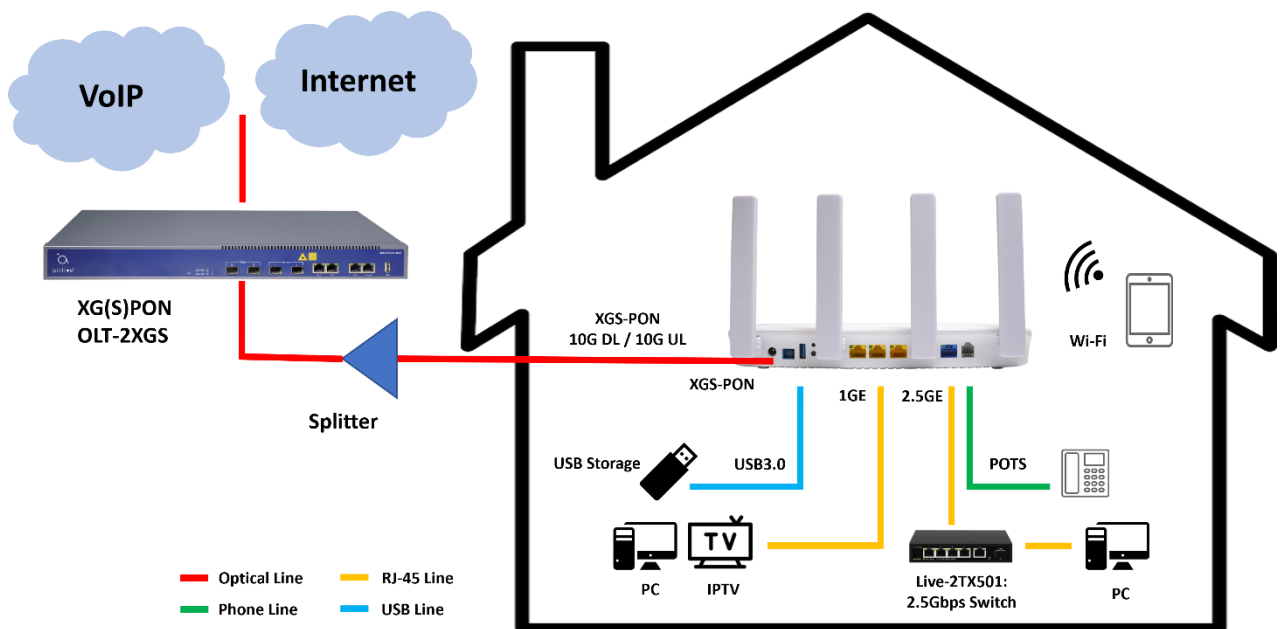 VoIP
Internet
airlive
XG(S)PON
OLT-2XGS
Splitter
XGS-PON
10G DL / 10G UL
XGS-PON
1GE
2.5GE
Wi-Fi
USB Storage
USB3.0
POTS
TV
PC
IPTV
Live-2TX501:
2.5Gbps Switch
PC
Optical Line
RJ-45 Line
Phone Line
USB Line